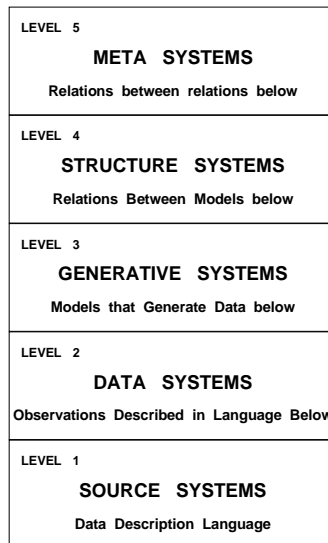 LEVEL 5
META SYSTEMS
Relations between relations below
LEVEL 4
STRUCTURE SYSTEMS
Relations Between Models below
LEVEL 3
GENERATIVE SYSTEMS
Models that Generate Data below
LEVEL 2
DATA SYSTEMS
Observations Described in Language Below
LEVEL 1
SOURCE SYSTEMS
Data Description Language